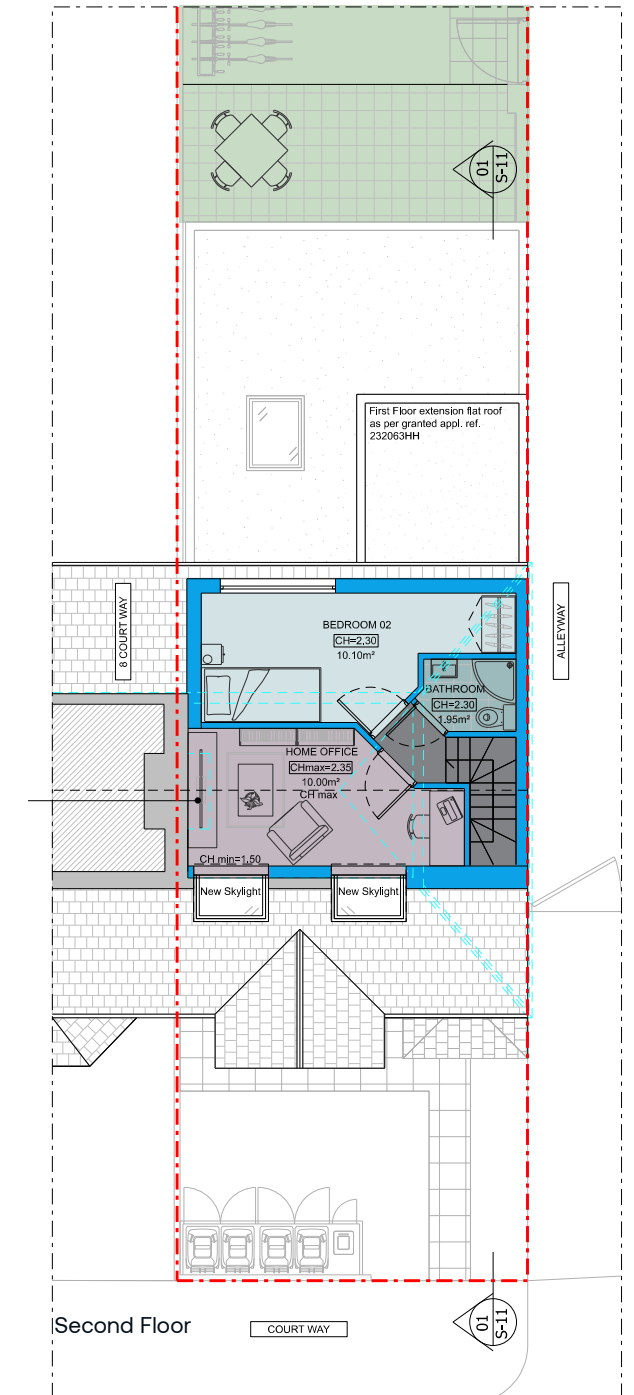 01
S-11
First Floor extension flat roof
as per granted appl. ref.
232063HH
8 COURT WAY
ALLEYWAY
BEDROOM 02
CH=2,30
10.10m²
BATHROOM
CH=2.30
1.95m²
HOME OFFICE
CHmax=2.35
10.00m²
CH max
CH min=1,50
New Skylight
New Skylight
Second Floor
COURT WAY
01
S-11